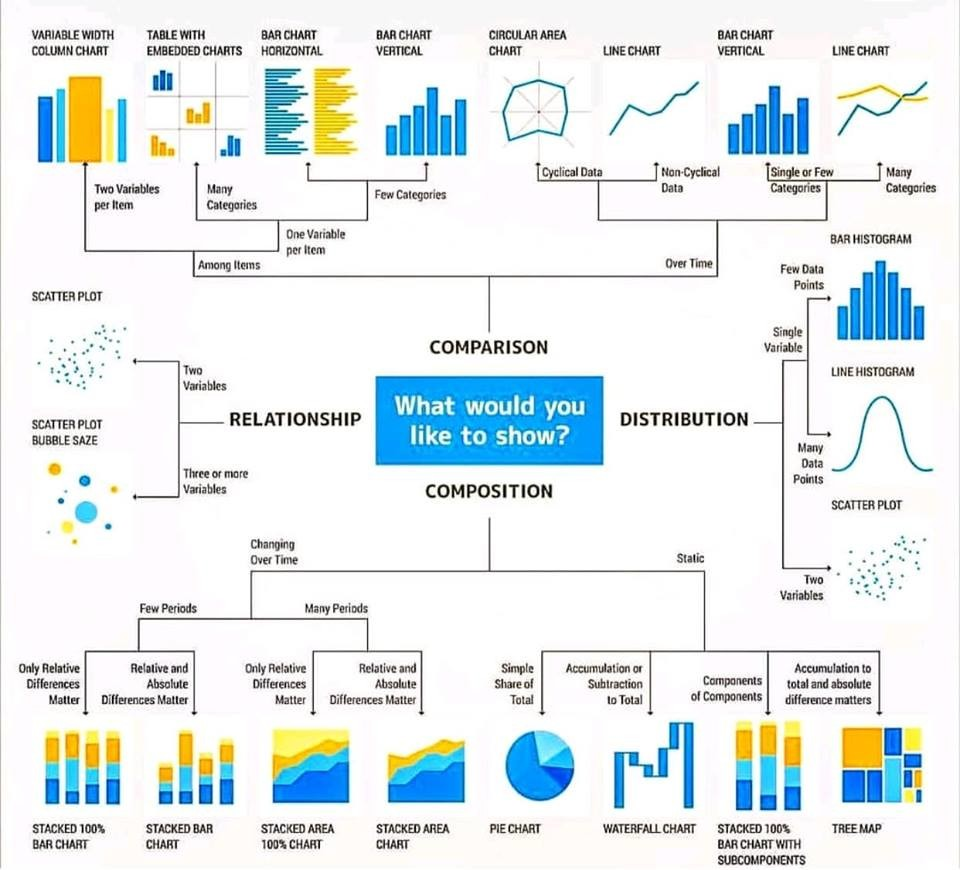 VARIABLE WIDTH
COLUMN CHART
TABLE WITH
EMBEDDED CHARTS
BAR CHART
HORIZONTAL
BAR CHART
VERTICAL
CIRCULAR AREA
CHART
LINE CHART
BAR CHART
VERTICAL
LINE CHART
Two Variables
per Item
Many
Categories
Few Categories
Cyclical Data
Non-Cyclical
Data
Single or Few
Categories
Many
Categories
One Variable
per Item
Among Items
Over Time
COMPARISON
What would you
like to show?
RELATIONSHIP
SCATTER PLOT
Two
Variables
SCATTER PLOT
BUBBLE SAZE
Three or more
Variables
DISTRIBUTION
BAR HISTOGRAM
Few Data
Points
Single
Variable
LINE HISTOGRAM
Many
Data
Points
SCATTER PLOT
Two
Variables
COMPOSITION
Changing
Over Time
Static
Few Periods
Many Periods
Only Relative
Differences
Matter
Relative and
Absolute
Differences Matter
Only Relative
Differences
Matter
Relative and
Absolute
Differences Matter
Simple
Share of
Total
Accumulation or
Subtraction
to Total
Components
of Components
Accumulation to
total and absolute
difference matters
STACKED 100%
BAR CHART
STACKED BAR
CHART
STACKED AREA
100% CHART
STACKED AREA
CHART
PIE CHART
WATERFALL CHART
STACKED 100%
BAR CHART WITH
SUBCOMPONENTS
TREE MAP